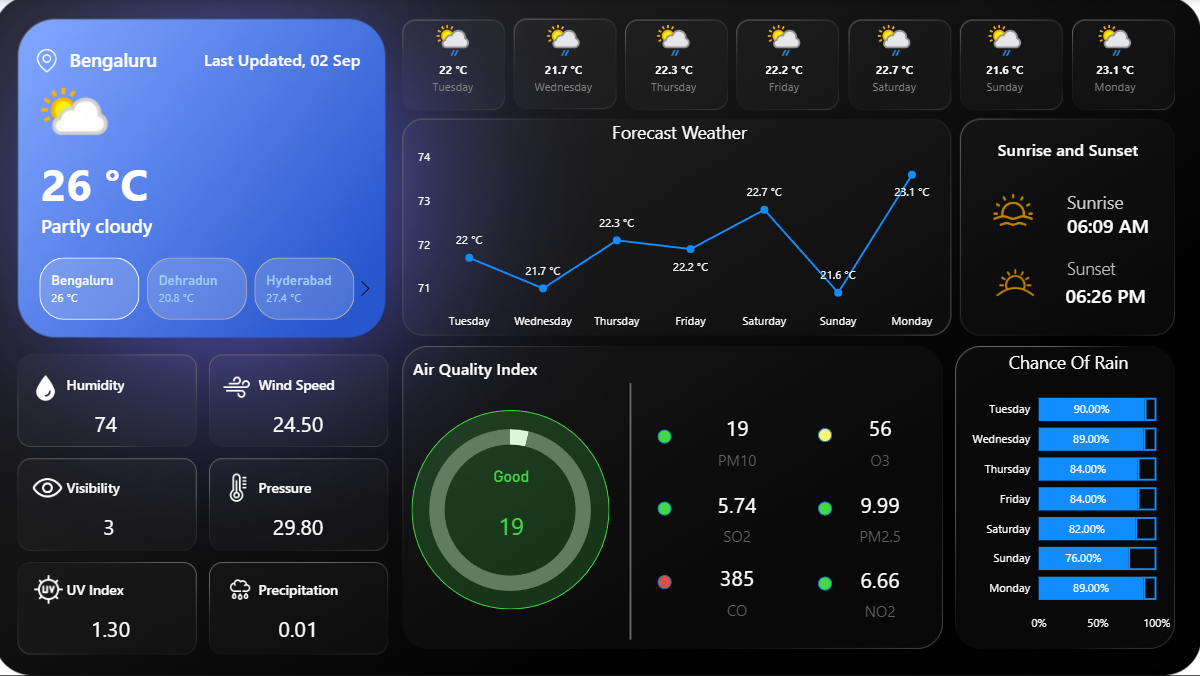 Bengaluru
Last Updated, 02 Sep
26 °C
Partly cloudy
Bengaluru
26 °C
Dehradun
20.8 °C
Hyderabad
27.4 °C
22 °C
Tuesday
21.7 °C
Wednesday
22.3 °C
Thursday
22.2 °C
Friday
22.7 °C
Saturday
21.6 °C
Sunday
23.1 °C
Monday
Forecast Weather
74
73
72
71
22 °C
21.7 °C
22.3 °C
22.2 °C
22.7 °C
21.6 °C
23.1 °C
Tuesday
Wednesday
Thursday
Friday
Saturday
Sunday
Monday
Sunrise and Sunset
Sunrise
06:09 AM
Sunset
06:26 PM
Humidity
74
Wind Speed
24.50
Visibility
3
Pressure
29.80
UV
UV Index
1.30
Precipitation
0.01
Air Quality Index
Good
19
19
PM10
56
O3
5.74
SO2
9.99
PM2.5
385
CO
6.66
NO2
Chance Of Rain
Tuesday 90.00%
Wednesday 89.00%
Thursday 84.00%
Friday 84.00%
Saturday 82.00%
Sunday 76.00%
Monday 89.00%
0% 50% 100%